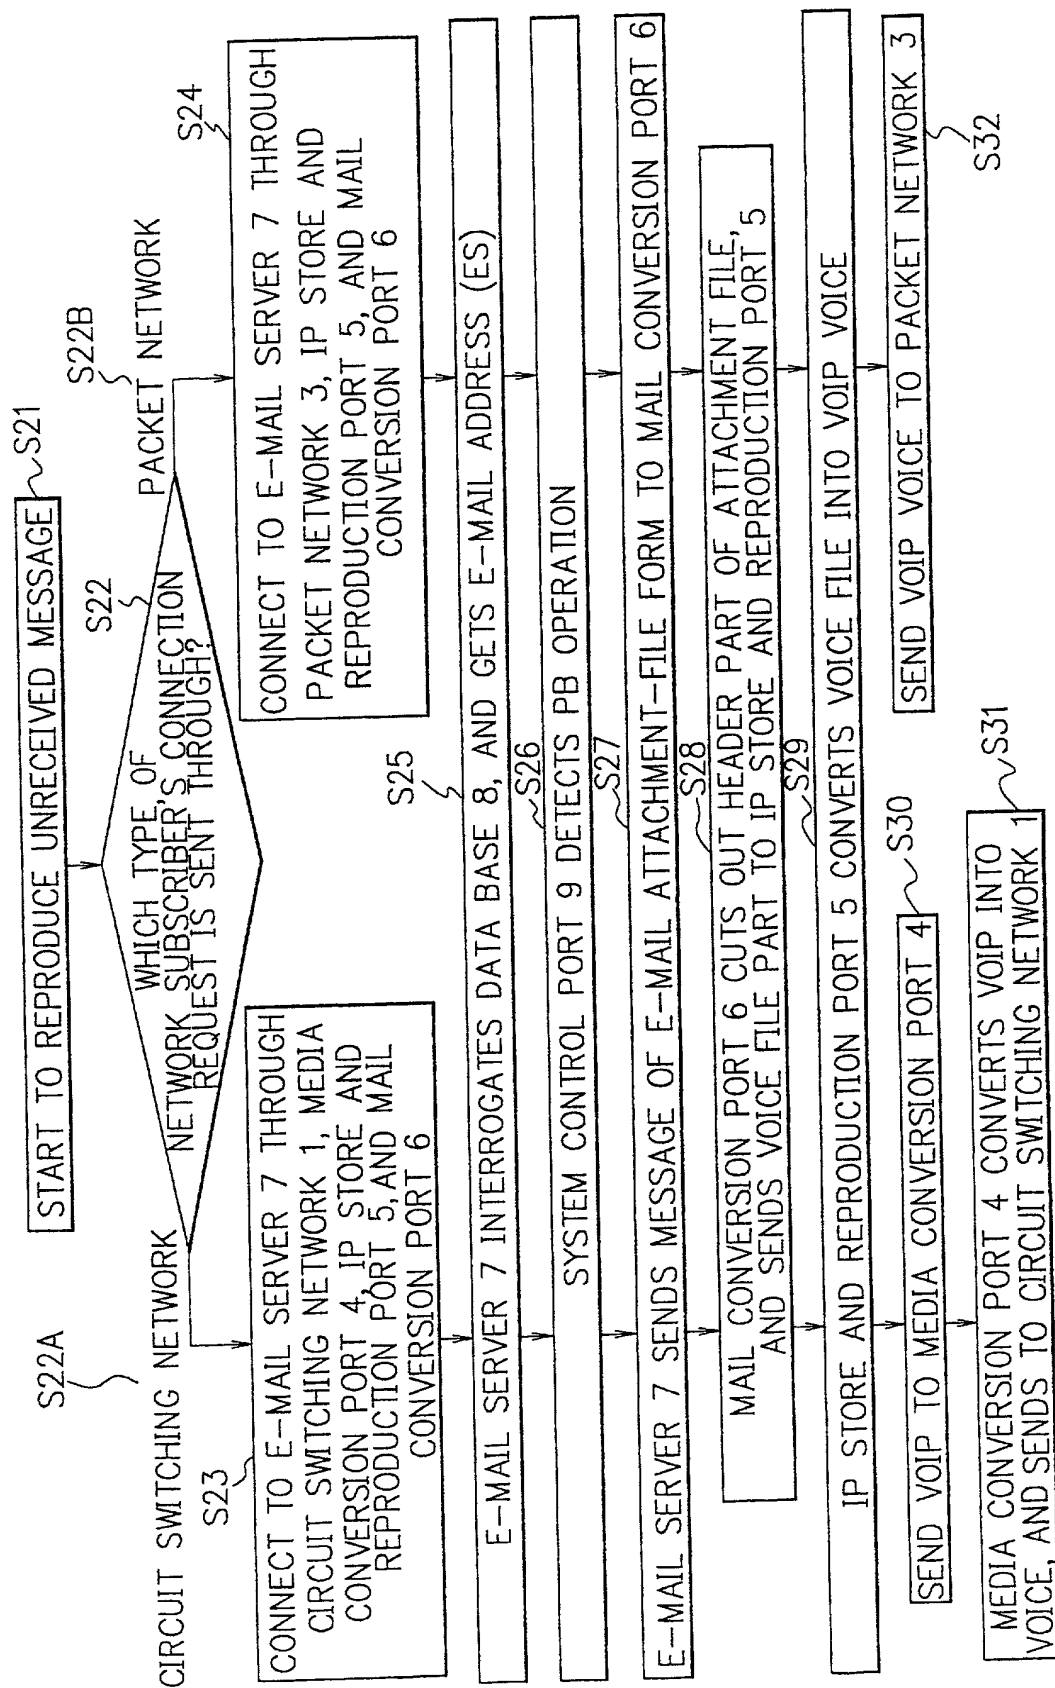 START TO REPRODUCE UNRECEIVED MESSAGE
S21
S22
WHICH TYPE, OF
NETWORK SUBSCRIBER'S CONNECTION
REQUEST IS SENT THROUGH?
S22A
CIRCUIT SWITCHING NETWORK
S22B
PACKET NETWORK
S23
CONNECT TO E-MAIL SERVER 7 THROUGH
CIRCUIT SWITCHING NETWORK 1, MEDIA
CONVERSION PORT 4, IP STORE AND
REPRODUCTION PORT 5, AND MAIL
CONVERSION PORT 6
S24
CONNECT TO E-MAIL SERVER 7 THROUGH
PACKET NETWORK 3, IP STORE AND
REPRODUCTION PORT 5, AND MAIL
CONVERSION PORT 6
S25
E-MAIL SERVER 7 INTERROGATES DATA BASE 8, AND GETS E-MAIL ADDRESS (ES)
S26
SYSTEM CONTROL PORT 9 DETECTS PB OPERATION
S27
E-MAIL SERVER 7 SENDS MESSAGE OF E-MAIL ATTACHMENT-FILE FORM TO MAIL CONVERSION PORT 6
S28
MAIL CONVERSION PORT 6 CUTS OUT HEADER PART OF ATTACHMENT FILE,
AND SENDS VOICE FILE PART TO IP STORE AND REPRODUCTION PORT 5
S29
IP STORE AND REPRODUCTION PORT 5 CONVERTS VOICE FILE INTO VOIP VOICE
SEND VOIP TO MEDIA CONVERSION PORT 4
S30
MEDIA CONVERSION PORT 4 CONVERTS VOIP INTO
VOICE, AND SENDS TO CIRCUIT SWITCHING NETWORK 1
S31
SEND VOIP VOICE TO PACKET NETWORK 3
S32